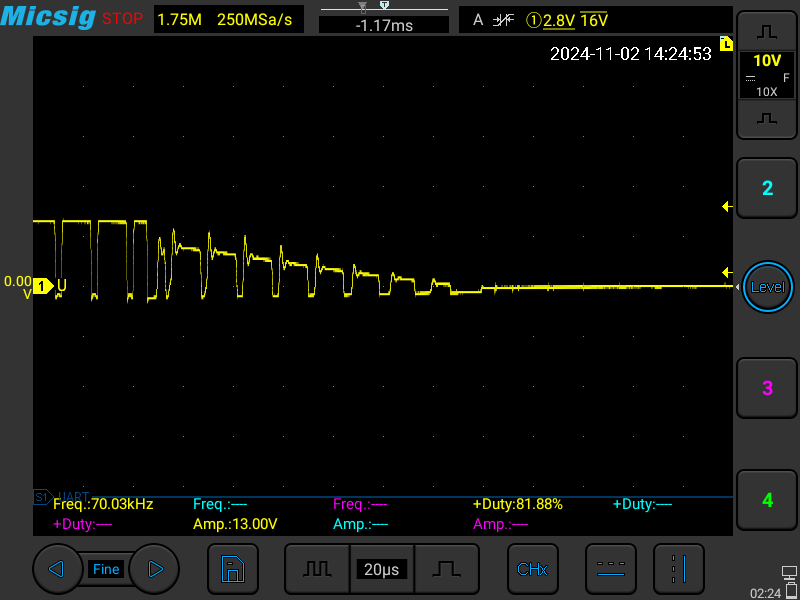 Micsig STOP 1.75M 250MSa/s T -1.17ms A ①2.8V 16V
2024-11-02 14:24:53 L
10V
F
10X
2
0.00 V 1 U
Level
3
S1 UART
Freq.:70.03kHz Freq.:---- Freq.:---- +Duty:81.88% +Duty:----
+Duty:---- Amp.:13.00V Amp.:---- Amp.:----
4
Fine 20µs CHx
02:24